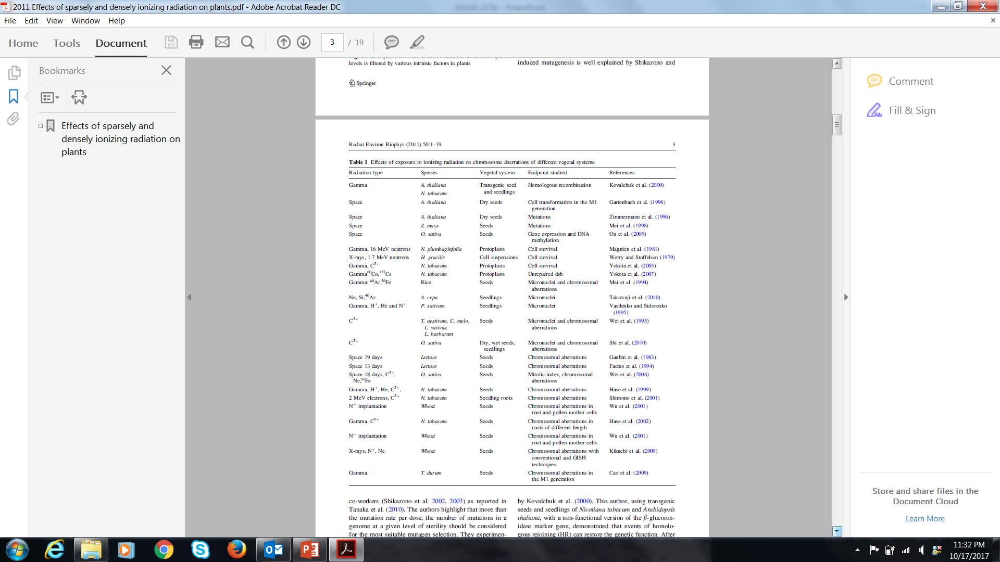 2011 Effects of sparsely and densely ionizing radiation on plants.pdf - Adobe Acrobat Reader DC
File Edit View Window Help
Home Tools Document 3 / 19
Bookmarks
Effects of sparsely and
densely ionizing radiation on
plants
levels is filtered by various intrinsic factors in plants
induced mutagenesis is well explained by Shikazono and
Springer
Radiat Environ Biophys (2011) 50:1–19 3
Table 1 Effects of exposure to ionizing radiation on chromosome aberrations of different vegetal systems
Radiation type Species Vegetal system Endpoint studied References
Gamma A. thaliana Transgenic seed Homologous recombination Kovalchuk et al. (2000)
N. tabacum and seedlings
Space A. thaliana Dry seeds Cell transformation in the M1 Gartenbach et al. (1996)
generation
Space A. thaliana Dry seeds Mutations Zimmermann et al. (1996)
Space Z. mays Seeds Mutations Mei et al. (1998)
Space O. sativa Seeds Gene expression and DNA Ou et al. (2009)
methylation
Gamma, 16 MeV neutrons N. plumbaginfolia Protoplasts Cell survival Magnien et al. (1981)
X-rays, 1.7 MeV neutrons H. gracilis Cell suspensions Cell survival Werry and Stoffelsen (1979)
Gamma, C5+ N. tabacum Protoplasts Cell survival Yokota et al. (2003)
Gamma60Co,137Cs N. tabacum Protoplasts Unrepaired dsb Yokota et al. (2007)
Gamma, 40Ar,56Fe Rice Seeds Micronuclei and chromosomal Mei et al. (1994)
aberrations
Ne, Si,40Ar A. cepa Seedlings Micronuclei Takatsuji et al. (2010)
Gamma, H+, He and N+ P. sativum Seedlings Micronuclei Vasilenko and Sidorenko
(1995)
C5+ T. aestivum, C. melo, Seeds Micronuclei and chromosomal Wei et al. (1995)
L. sativus, aberrations
L. barbarum
C5+ O. sativa Dry, wet seeds, Micronuclei and chromosomal Shi et al. (2010)
seedlings aberrations
Space 19 days Lettuce Seeds Chromosomal aberrations Gaubin et al. (1983)
Space 13 days Lettuce Seeds Chromosomal aberrations Facius et al. (1994)
Space 18 days, C5+, O. sativa Seeds Mitotic index, chromosomal Wei et al. (2006)
Ne,56Fe aberrations
Gamma, H+, He, C5+, N. tabacum Seeds Chromosomal aberrations Hase et al. (1999)
2 MeV electrons, C5+ N. tabacum Seedling roots Chromosomal aberrations Shimono et al. (2001)
N+ implantation Wheat Seeds Chromosomal aberrations in Wu et al. (2001)
root and pollen mother cells
Gamma, C5+ N. tabacum Seeds Chromosomal aberrations in Hase et al. (2002)
roots of different length
N+ implantation Wheat Seeds Chromosomal aberrations in Wu et al. (2001)
root and pollen mother cells
X-rays, N+, Ne Wheat Seeds Chromosomal aberrations with Kikuchi et al. (2009)
conventional and GISH
techniques
Gamma T. durum Seeds Chromosomal aberrations in Cao et al. (2009)
the M1 generation
co-workers (Shikazono et al. 2002, 2003) as reported in
Tanaka et al. (2010). The authors highlight that more than
the mutation rate per dose, the number of mutations in a
genome at a given level of sterility should be considered
for the most suitable mutagen selection. They experimen-
by Kovalchuk et al. (2000). This author, using transgenic
seeds and seedlings of Nicotiana tabacum and Arabidopsis
thaliana, with a non-functional version of the β-glucoron-
idase marker gene, demonstrated that events of homolo-
gous rejoining (HR) can restore the genetic function. After
Comment
Fill & Sign
Store and share files in the
Document Cloud
Learn More
11:32 PM
10/17/2017